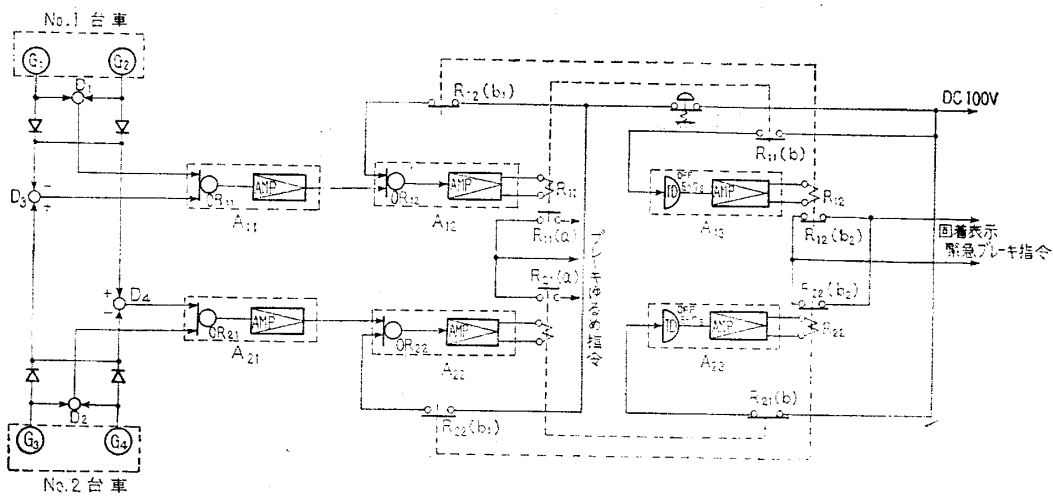 No.1 台車
G₁
G₂
D₁
R₁₂(b₁)
DC100V
R₁₁(b)
D₃
OR₁₁
AMP
A₁₁
OR₁₂
AMP
A₁₂
R₁₁
R₁₁(a)
TD
AMP
A₁₃
R₁₂
R₁₂(b₂)
固着表示
緊急ブレーキ指令
ブレーキゆるめ指令
R₂₁(a)
R₂₂(b₂)
D₄
OR₂₁
AMP
A₂₁
OR₂₂
AMP
A₂₂
TD
AMP
A₂₃
R₂₂
D₂
R₂₂(b₁)
R₂₁(b)
G₃
G₄
No.2 台車